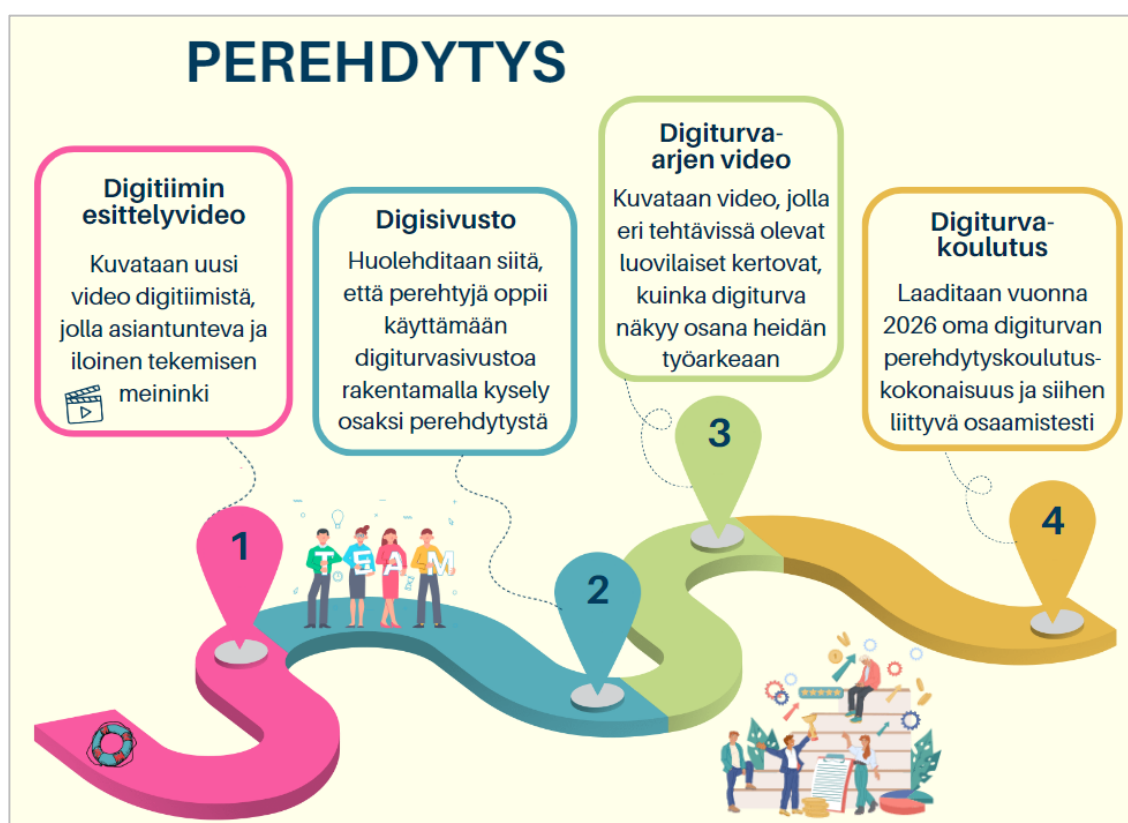 PEREHDYTYS
Digitiimin
esittelyvideo
Kuvataan uusi
video digitiimistä,
jolla asiantunteva ja
iloinen tekemisen
meininki
Digisivusto
Huolehditaan siitä,
että perehtyjä oppii
käyttämään
digiturvasivustoa
rakentamalla kysely
osaksi perehdytystä
Digiturva-
arjen video
Kuvataan video, jolla
eri tehtävissä olevat
luovilaiset kertovat,
kuinka digiturva
näkyy osana heidän
työarkeaan
Digiturva-
koulutus
Laaditaan vuonna
2026 oma digiturvan
perehdytyskoulutus-
kokonaisuus ja siihen
liittyvä osaamistesti
1
TEAM
2
3
4